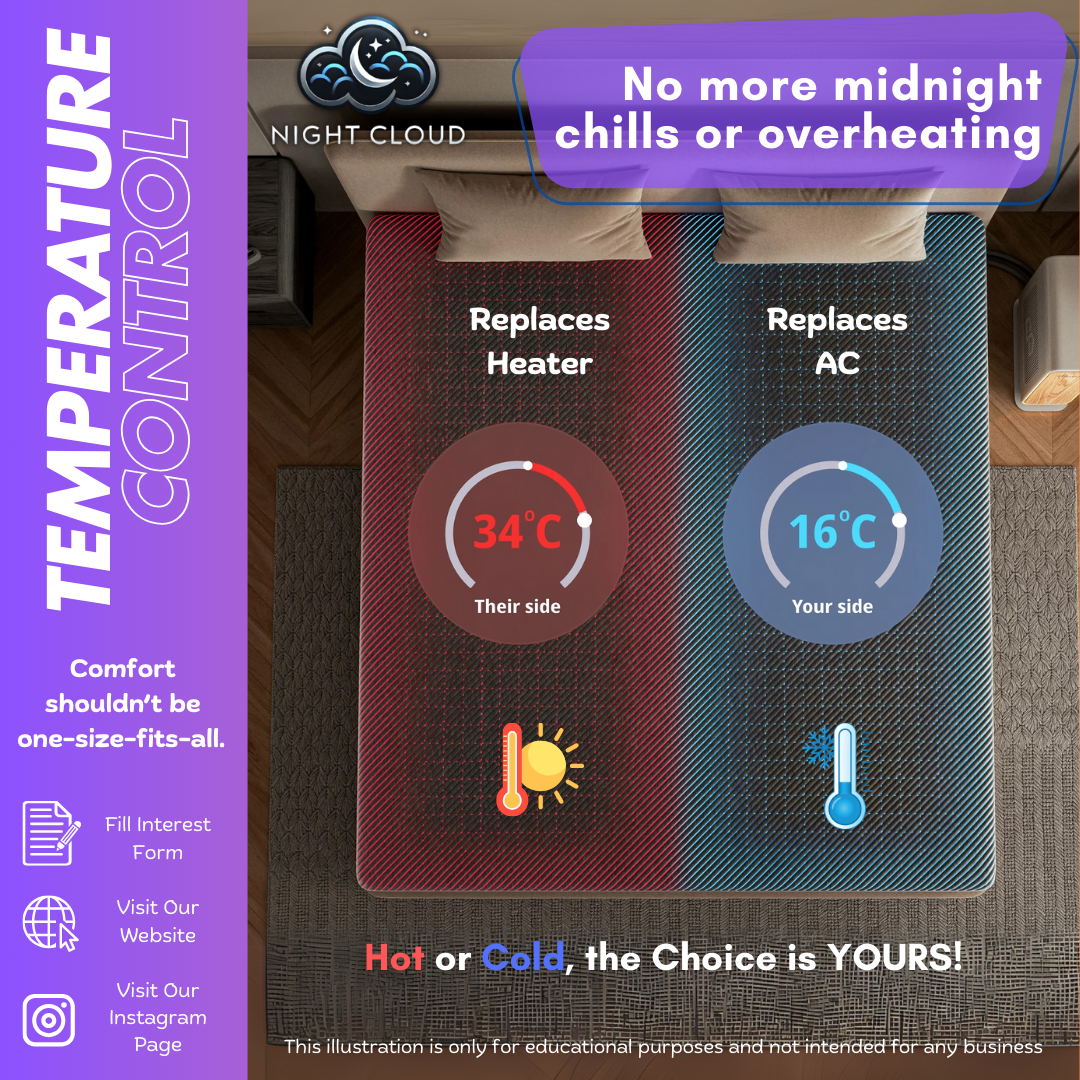 TEMPERATURE
CONTROL
Comfort
shouldn't be
one-size-fits-all.
Fill Interest
Form
Visit Our
Website
Visit Our
Instagram
Page
NIGHT CLOUD
No more midnight
chills or overheating
Replaces
Heater
Replaces
AC
34°C
Their side
16°C
Your side
Hot or Cold, the Choice is YOURS!
This illustration is only for educational purposes and not intended for any business